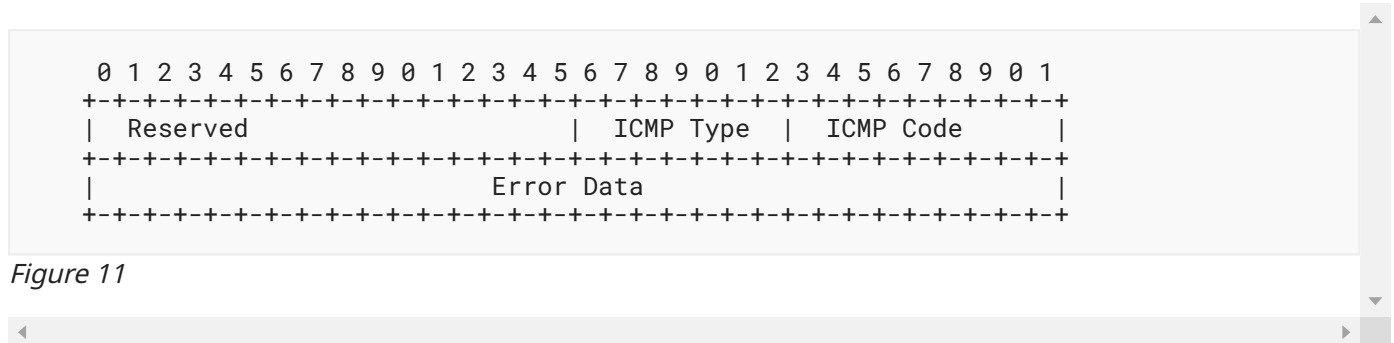 0 1 2 3 4 5 6 7 8 9 0 1 2 3 4 5 6 7 8 9 0 1 2 3 4 5 6 7 8 9 0 1
+-+-+-+-+-+-+-+-+-+-+-+-+-+-+-+-+-+-+-+-+-+-+-+-+-+-+-+-+-+-+-+-+
|  Reserved                     |  ICMP Type  |  ICMP Code      |
+-+-+-+-+-+-+-+-+-+-+-+-+-+-+-+-+-+-+-+-+-+-+-+-+-+-+-+-+-+-+-+-+
|                          Error Data                           |
+-+-+-+-+-+-+-+-+-+-+-+-+-+-+-+-+-+-+-+-+-+-+-+-+-+-+-+-+-+-+-+-+
Figure 11